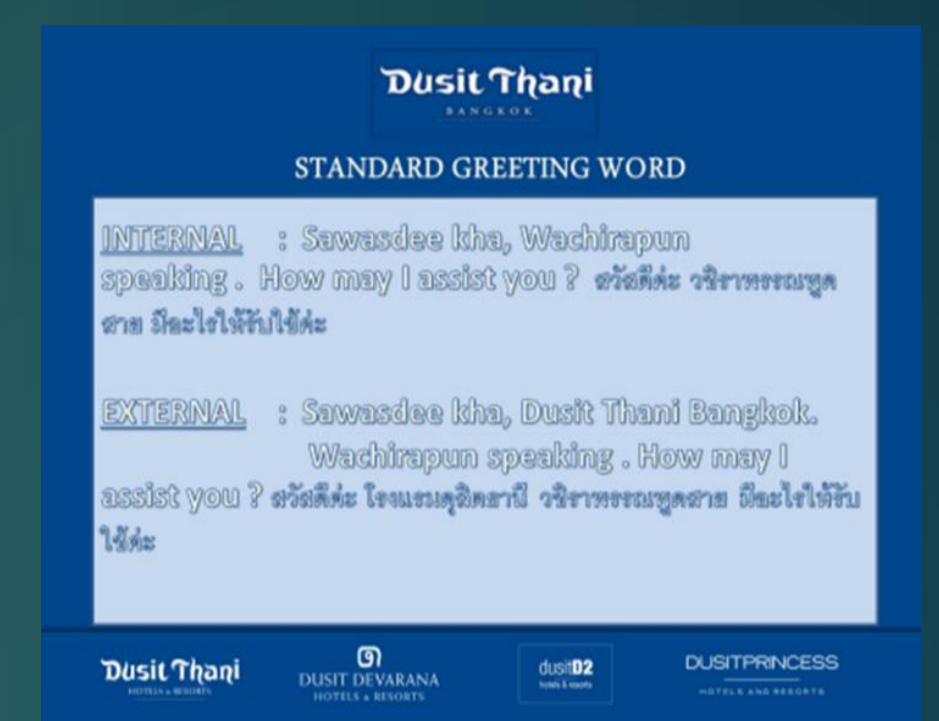 Dusit Thani
BANGKOK
STANDARD GREETING WORD
INTERNAL : Sawasdee kha, Wachirapun
speaking . How may I assist you ? สวัสดีค่ะ วชิราพรรณพูด
สาย มีอะไรให้รับใช้ค่ะ
EXTERNAL : Sawasdee kha, Dusit Thani Bangkok.
Wachirapun speaking . How may I
assist you ? สวัสดีค่ะ โรงแรมดุสิตธานี วชิราพรรณพูดสาย มีอะไรให้รับ
ใช้ค่ะ
Dusit Thani
HOTELS & RESORTS
DUSIT DEVARANA
HOTELS & RESORTS
dusitD2
hotels & resorts
DUSITPRINCESS
HOTELS AND RESORTS